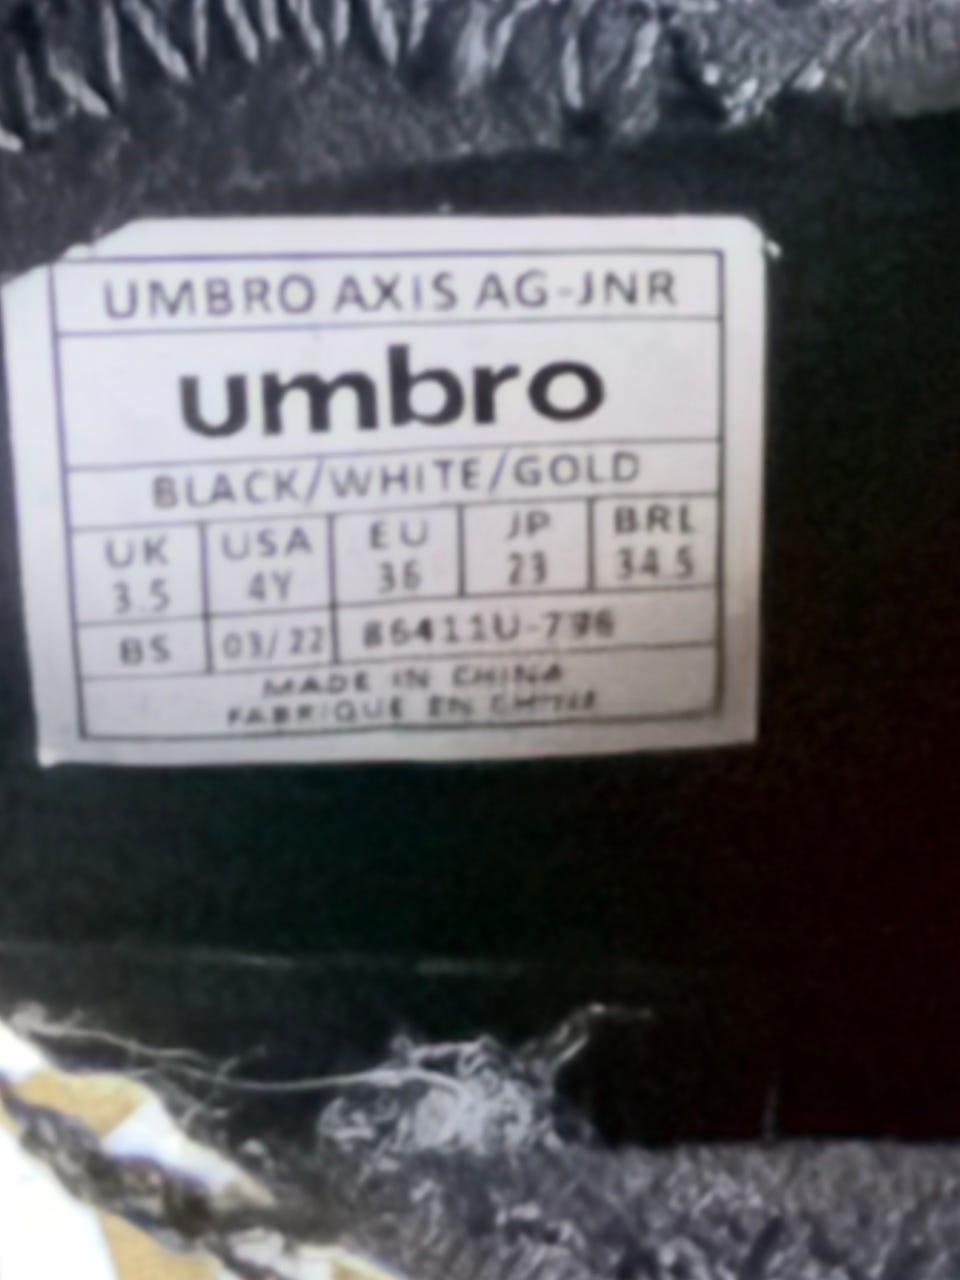 UMBRO AXIS AG-JNR
umbro
BLACK/WHITE/GOLD
UK USA EU JP BRL
3.5 4Y 36 23 34.5
BS 03/22 86411U-796
MADE IN CHINA
FABRIQUE EN CHINA